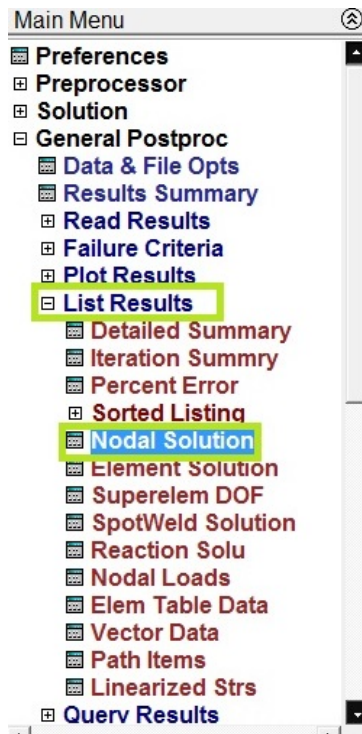 Main Menu
Preferences
Preprocessor
Solution
General Postproc
Data & File Opts
Results Summary
Read Results
Failure Criteria
Plot Results
List Results
Detailed Summary
Iteration Summry
Percent Error
Sorted Listing
Nodal Solution
Element Solution
Superelem DOF
SpotWeld Solution
Reaction Solu
Nodal Loads
Elem Table Data
Vector Data
Path Items
Linearized Strs
Query Results